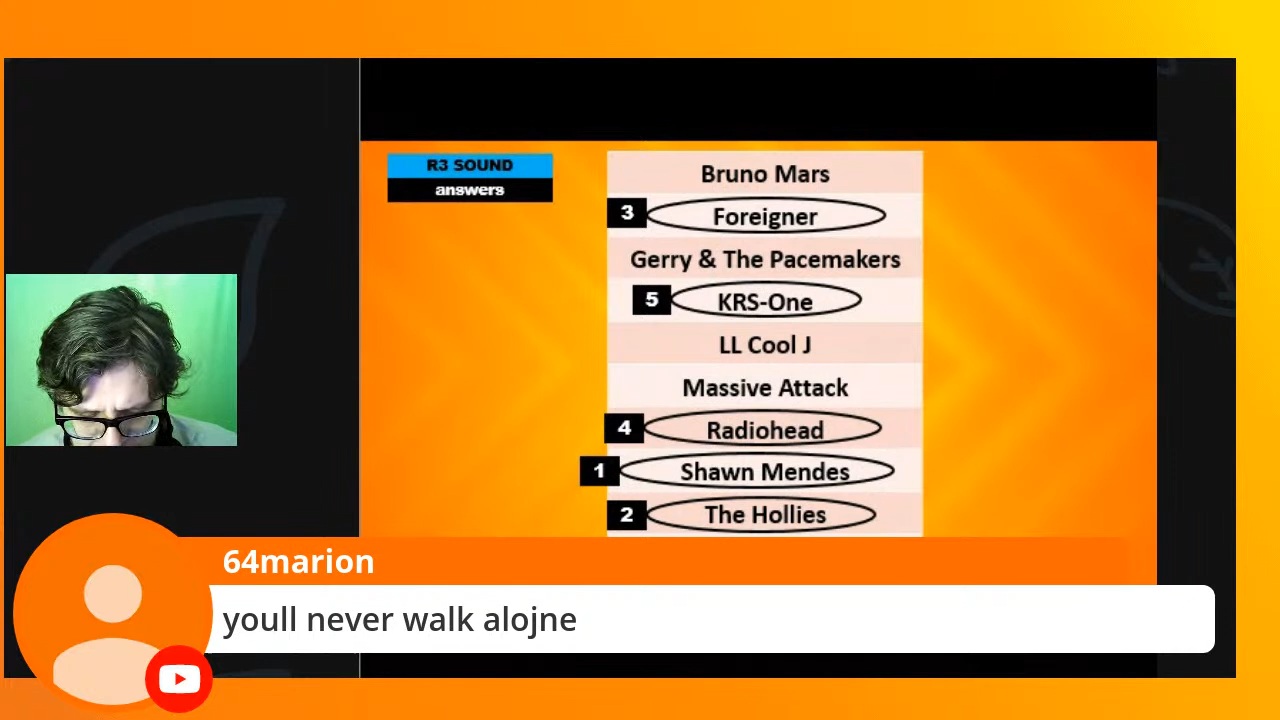 R3 SOUND
answers
Bruno Mars
3 Foreigner
Gerry & The Pacemakers
5 KRS-One
LL Cool J
Massive Attack
4 Radiohead
1 Shawn Mendes
2 The Hollies
64marion
youll never walk alojne